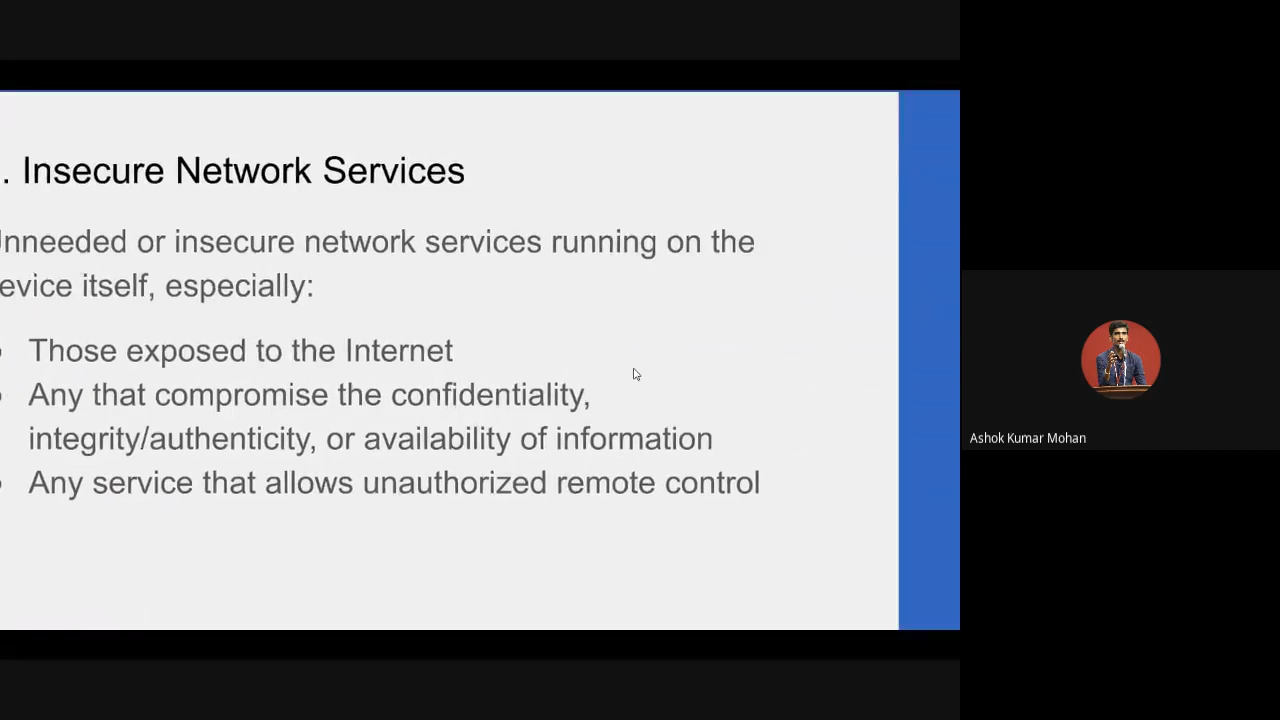 . Insecure Network Services
nneeded or insecure network services running on the
evice itself, especially:
Those exposed to the Internet
Any that compromise the confidentiality,
integrity/authenticity, or availability of information
Any service that allows unauthorized remote control
Ashok Kumar Mohan